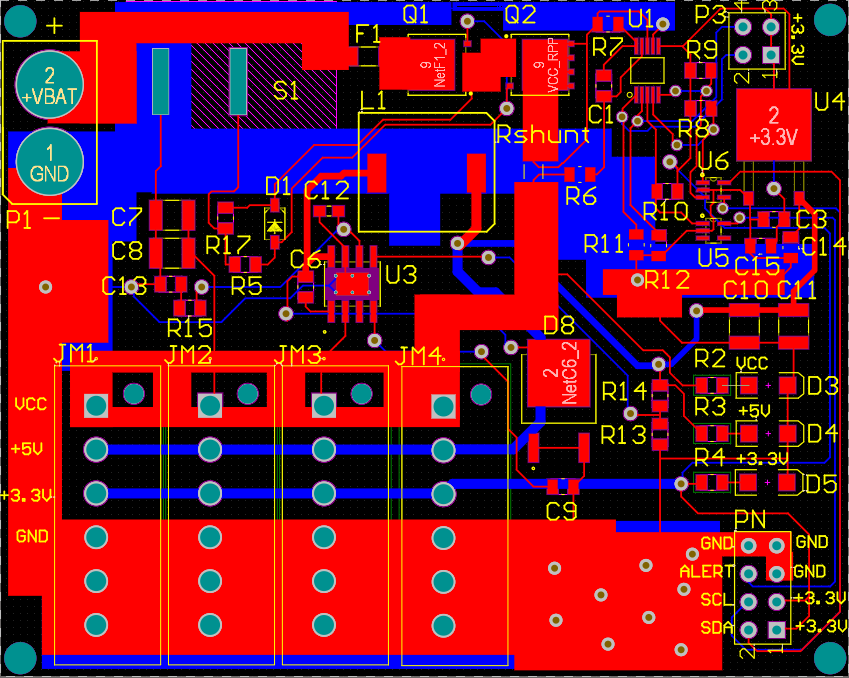 +
Q1
Q2
U1
P3
4
3
+3.3V
F1
R7
R9
2
1
2
+VBAT
S1
9
NetF1_2
9
VCC_RPP
L1
C1
U4
Rshunt
R8
2
+3.3V
1
GND
U6
D1
C12
R6
R10
P1 -
C7
R17
C3
C8
R11
U5
C14
C6
U3
R5
R12
C15
C13
C10
C11
R15
D8
JM1
JM2
JM3
JM4
2
NetC6_2
R2
VCC
D3
R14
VCC
R3
+5V
D4
R13
+5V
R4
+3.3V
D5
+3.3V
C9
PN
GND
GND
GND
ALERT
GND
SCL
+3.3V
SDA
+3.3V
2
1